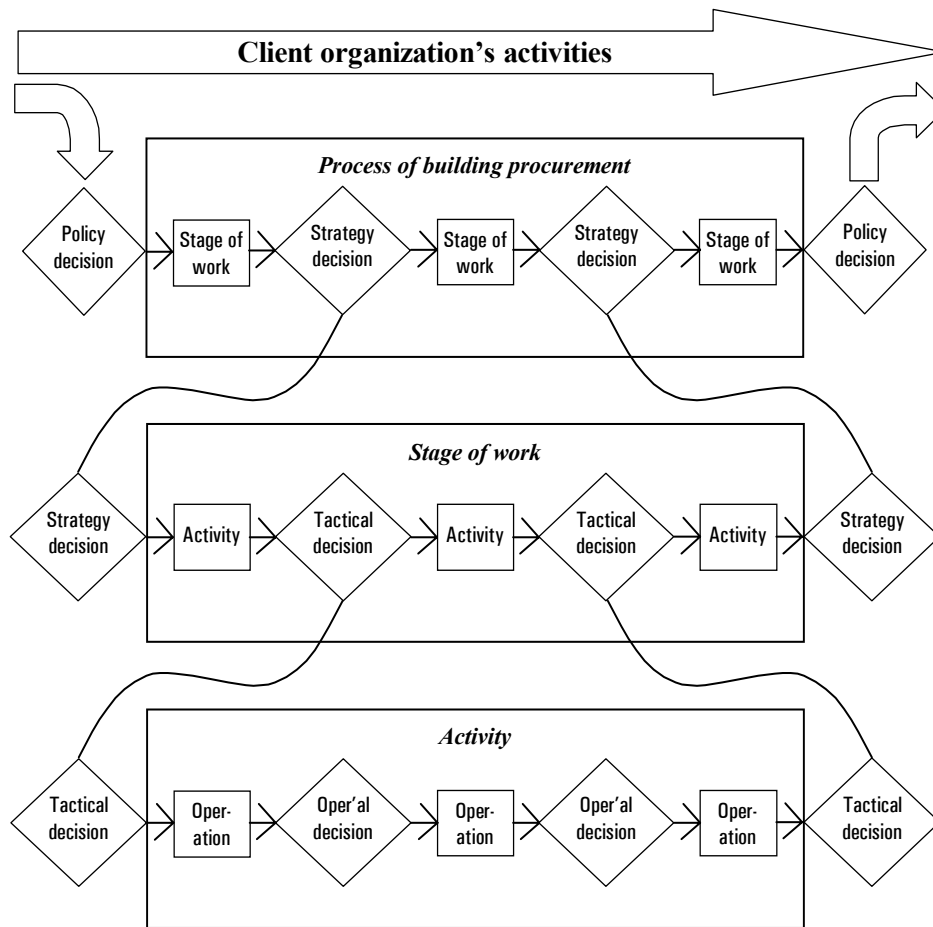 Client organization’s activities
Process of building procurement
Policy
decision
Stage of
work
Strategy
decision
Stage of
work
Strategy
decision
Stage of
work
Policy
decision
Stage of work
Strategy
decision
Activity
Tactical
decision
Activity
Tactical
decision
Activity
Strategy
decision
Activity
Tactical
decision
Oper-
ation
Oper’al
decision
Oper-
ation
Oper’al
decision
Oper-
ation
Tactical
decision